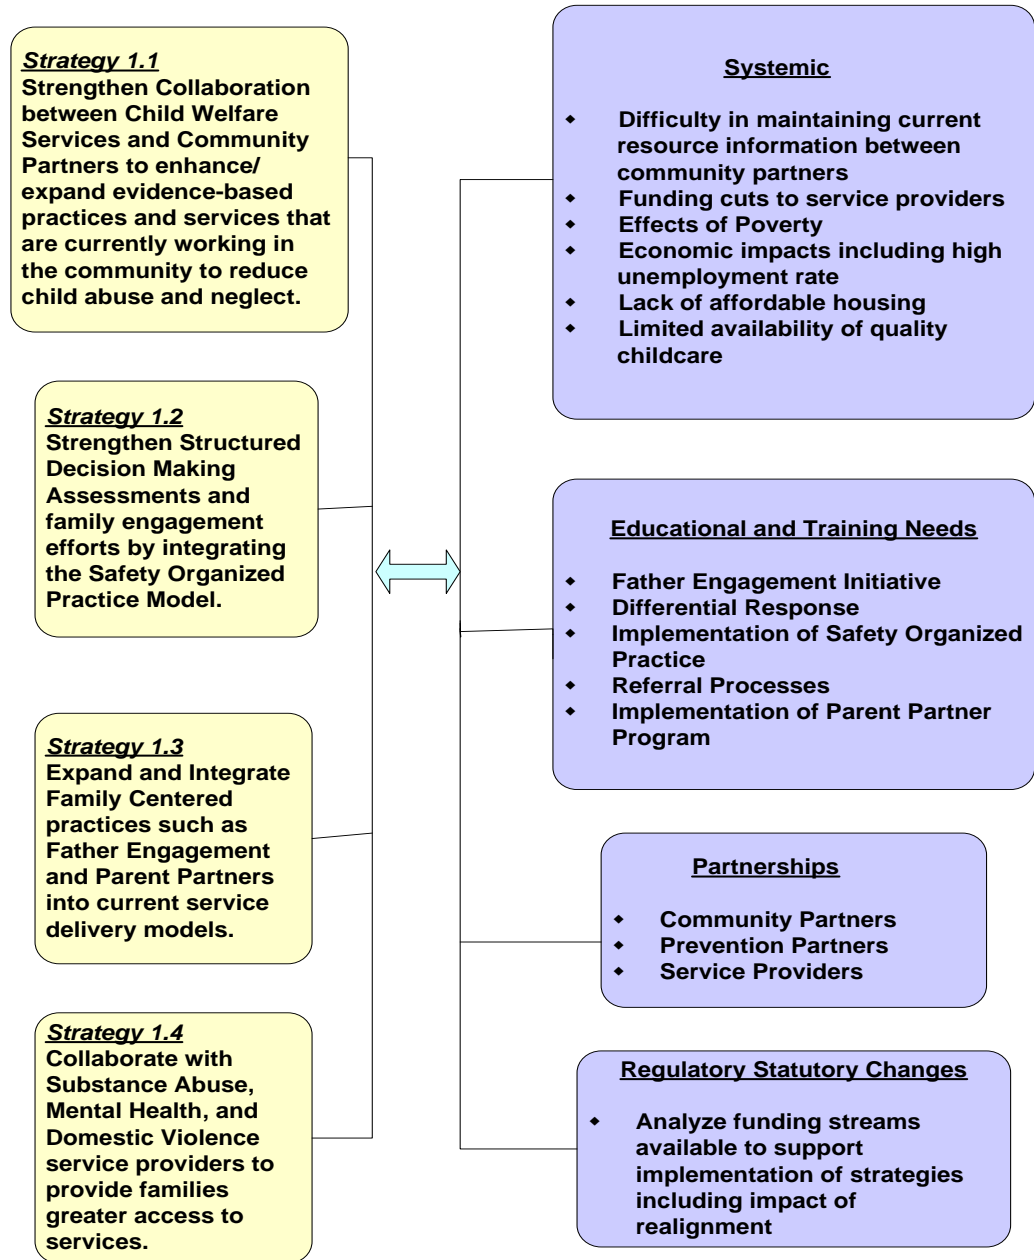 Strategy 1.1
Strengthen Collaboration
between Child Welfare
Services and Community
Partners to enhance/
expand evidence-based
practices and services that
are currently working in
the community to reduce
child abuse and neglect.
Strategy 1.2
Strengthen Structured
Decision Making
Assessments and
family engagement
efforts by integrating
the Safety Organized
Practice Model.
Strategy 1.3
Expand and Integrate
Family Centered
practices such as
Father Engagement
and Parent Partners
into current service
delivery models.
Strategy 1.4
Collaborate with
Substance Abuse,
Mental Health, and
Domestic Violence
service providers to
provide families
greater access to
services.
Systemic
◆ Difficulty in maintaining current
resource information between
community partners
◆ Funding cuts to service providers
◆ Effects of Poverty
◆ Economic impacts including high
unemployment rate
◆ Lack of affordable housing
◆ Limited availability of quality
childcare
Educational and Training Needs
◆ Father Engagement Initiative
◆ Differential Response
◆ Implementation of Safety Organized
Practice
◆ Referral Processes
◆ Implementation of Parent Partner
Program
Partnerships
◆ Community Partners
◆ Prevention Partners
◆ Service Providers
Regulatory Statutory Changes
◆ Analyze funding streams
available to support
implementation of strategies
including impact of
realignment